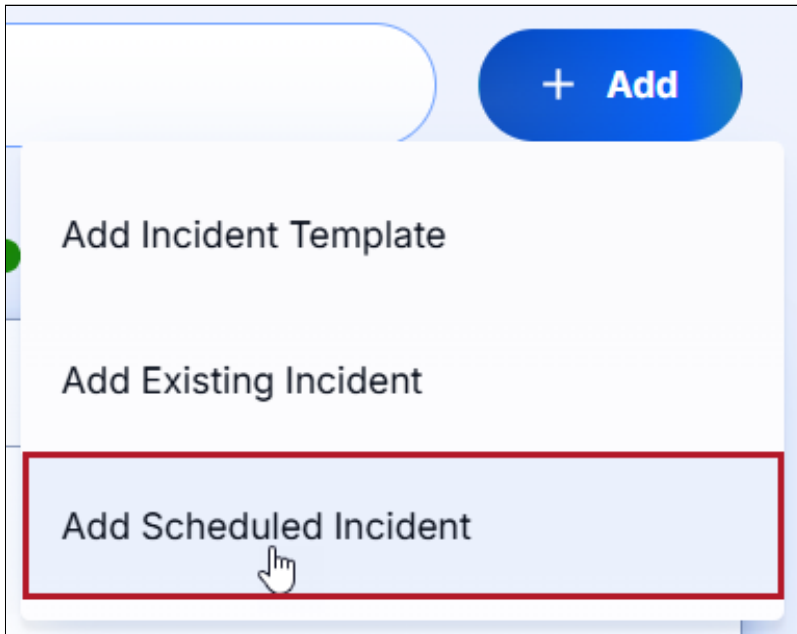 + Add
Add Incident Template
Add Existing Incident
Add Scheduled Incident